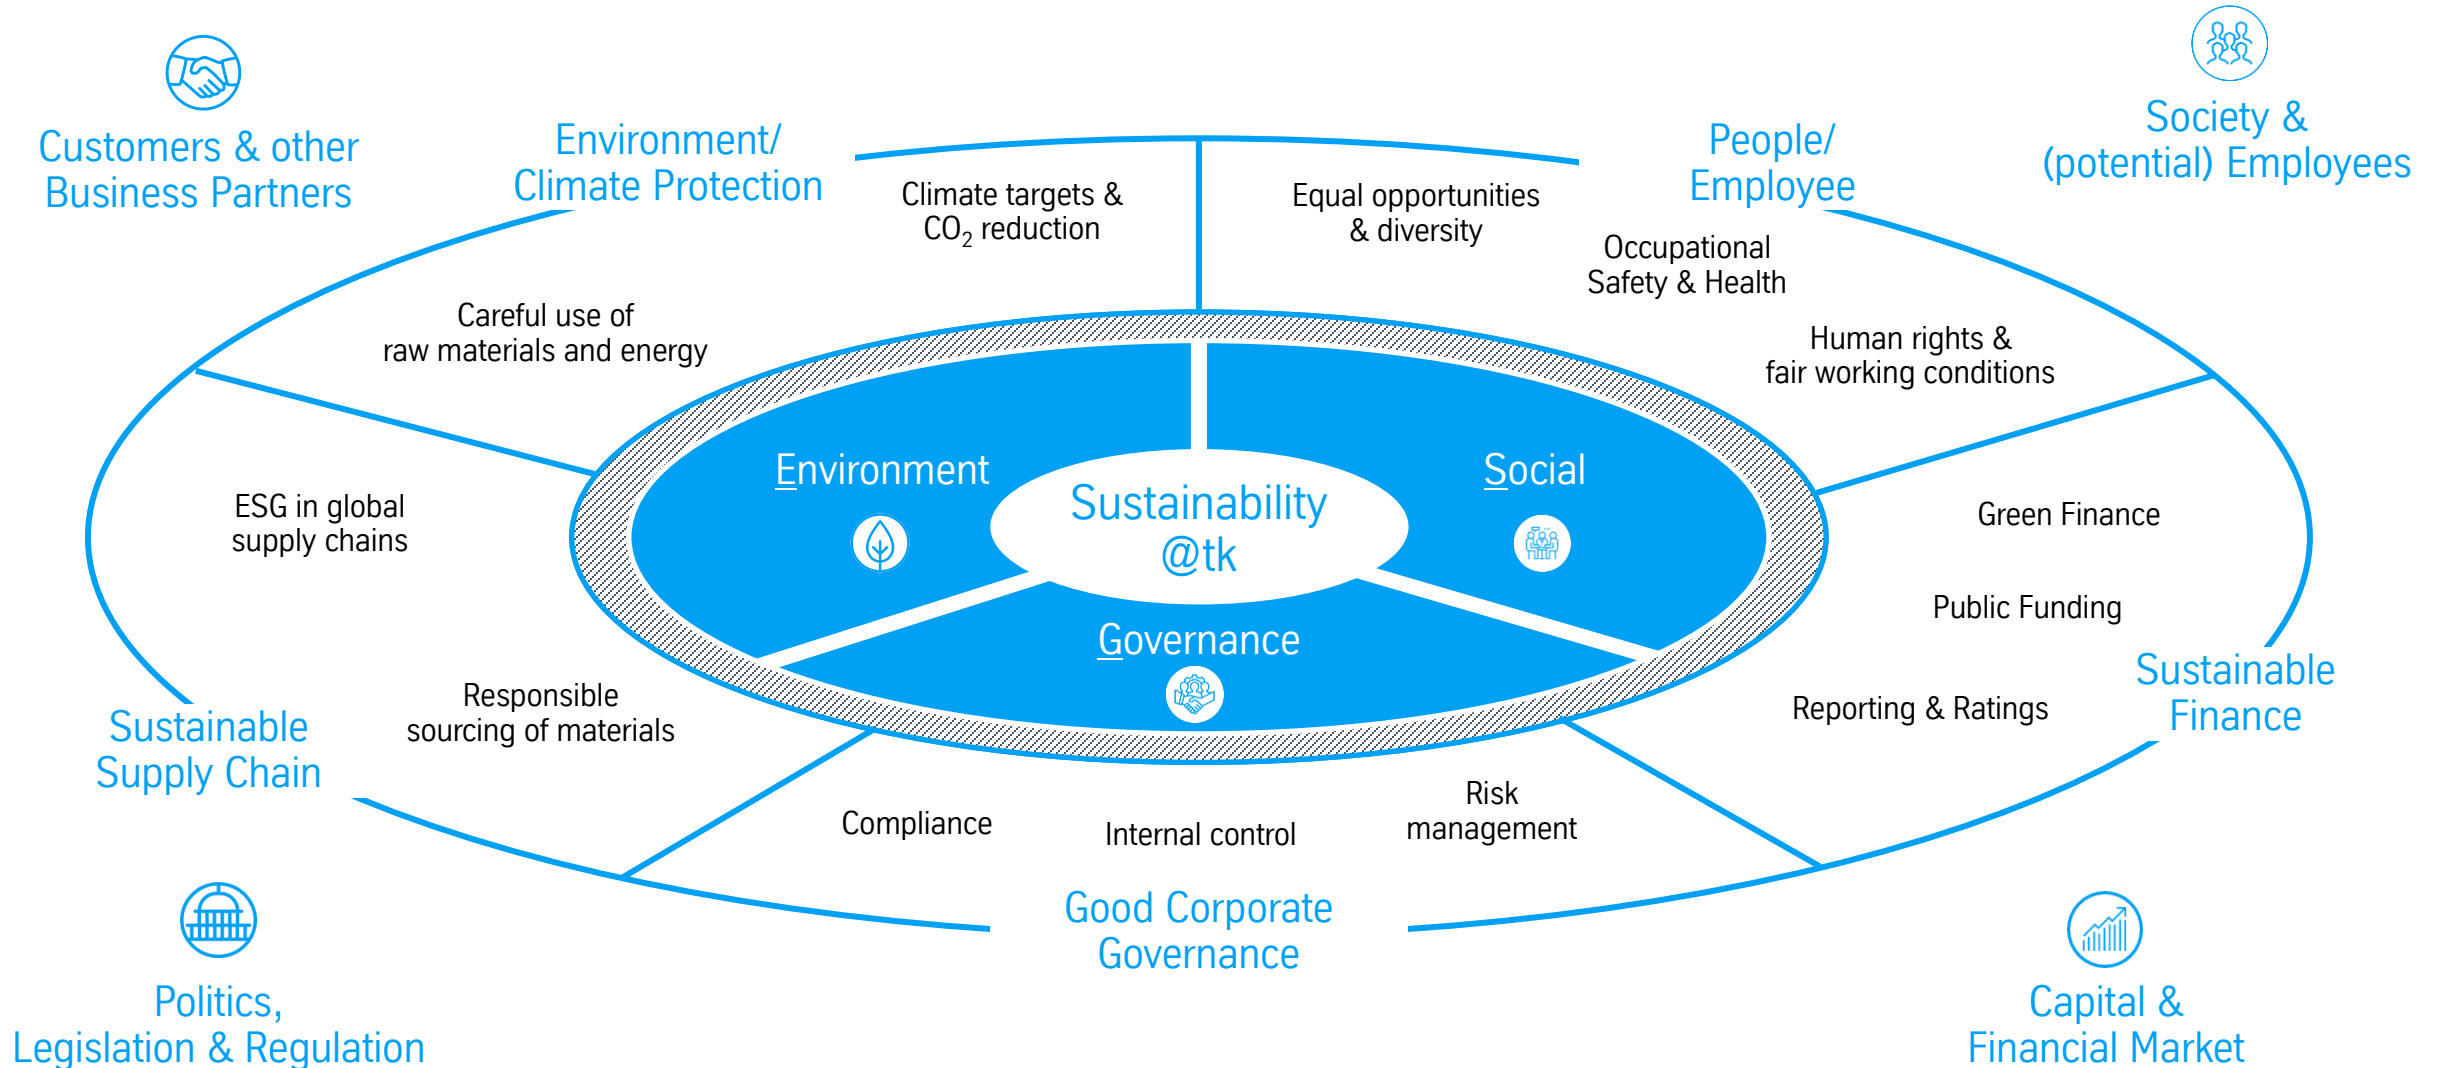 Customers & other
Business Partners
Environment/
Climate Protection
People/
Employee
Society &
(potential) Employees
Climate targets &
CO₂ reduction
Equal opportunities
& diversity
Occupational
Safety & Health
Careful use of
raw materials and energy
Human rights &
fair working conditions
Environment
Social
Sustainability
@tk
Governance
ESG in global
supply chains
Green Finance
Public Funding
Reporting & Ratings
Sustainable
Finance
Responsible
sourcing of materials
Sustainable
Supply Chain
Compliance
Internal control
Risk
management
Good Corporate
Governance
Politics,
Legislation & Regulation
Capital &
Financial Market